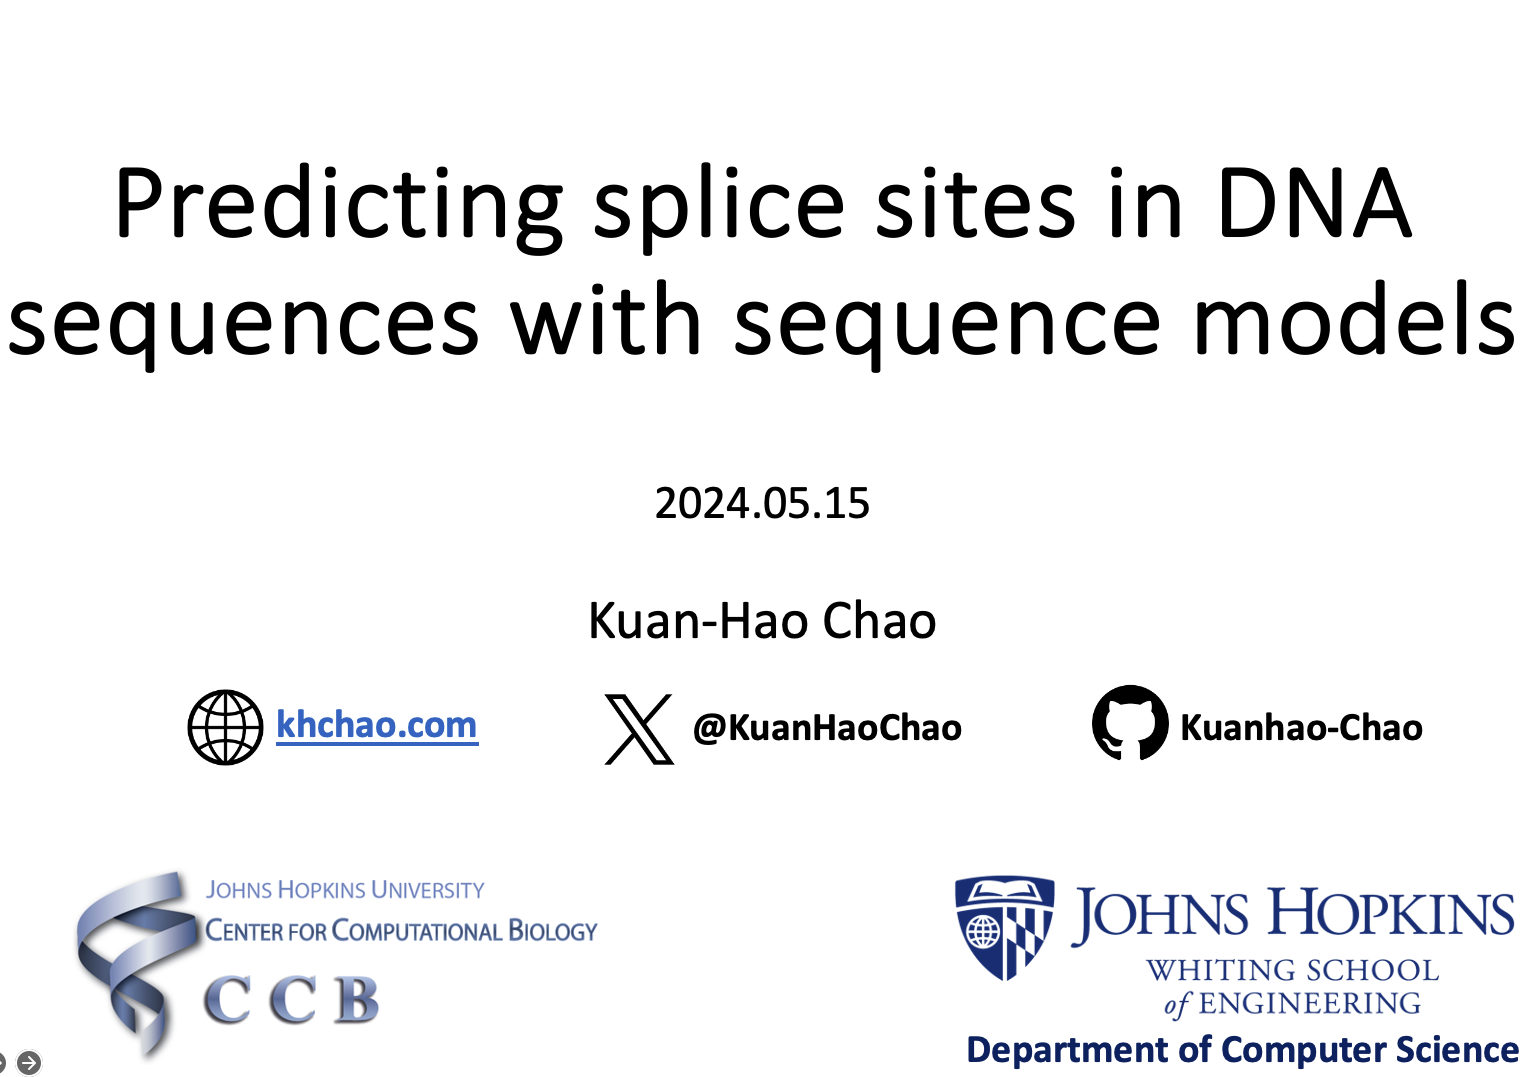 Predicting splice sites in DNA
sequences with sequence models
2024.05.15
Kuan-Hao Chao
khchao.com
@KuanHaoChao
Kuanhao-Chao
JOHNS HOPKINS UNIVERSITY
CENTER FOR COMPUTATIONAL BIOLOGY
CCB
JOHNS HOPKINS
WHITING SCHOOL
of ENGINEERING
Department of Computer Science